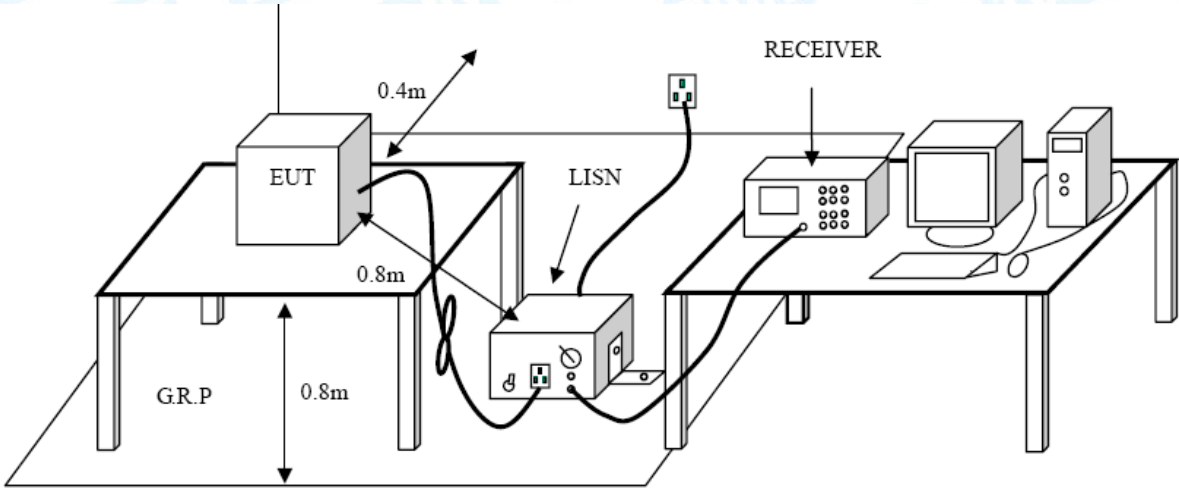 RECEIVER
0.4m
EUT
LISN
0.8m
G.R.P
0.8m